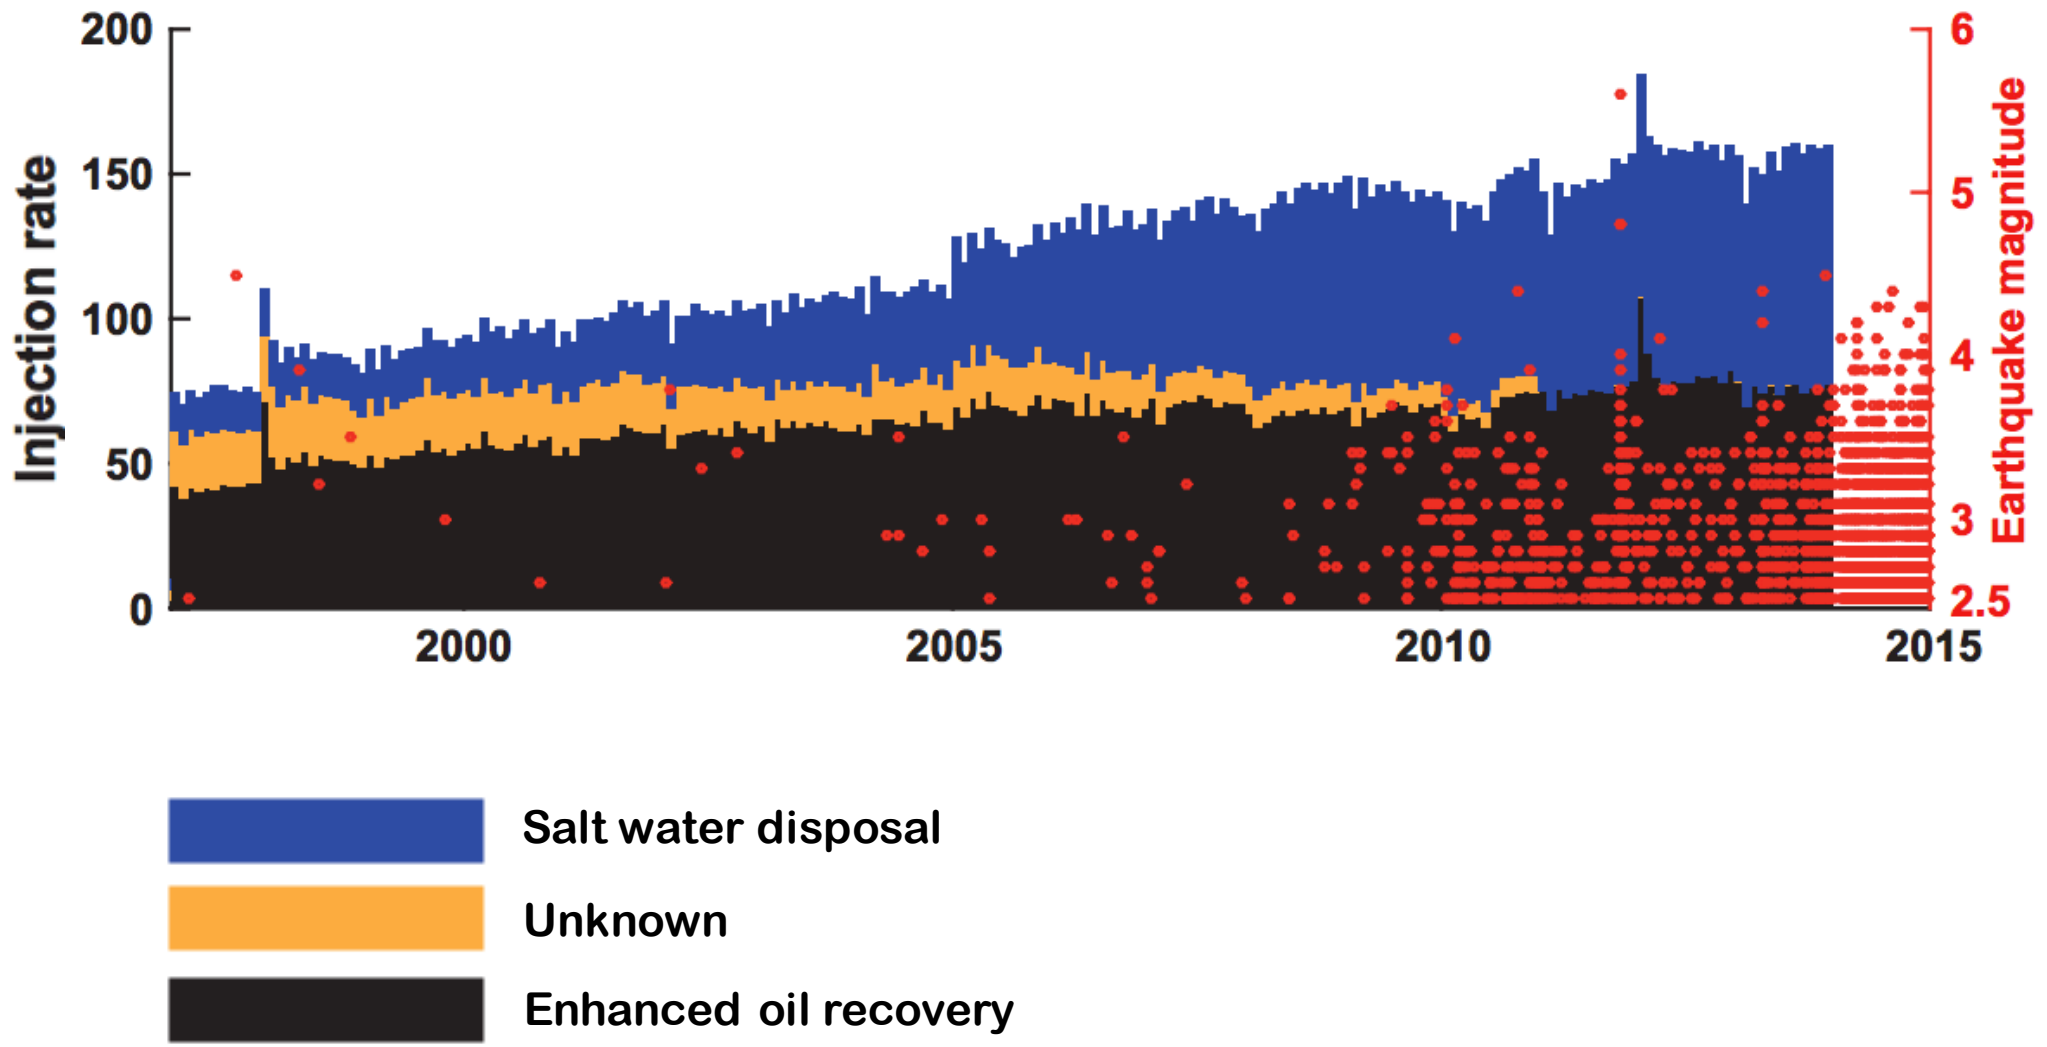 Injection rate
200
150
100
50
0
6
5
4
3
2.5
Earthquake magnitude
2000
2005
2010
2015
Salt water disposal
Unknown
Enhanced oil recovery